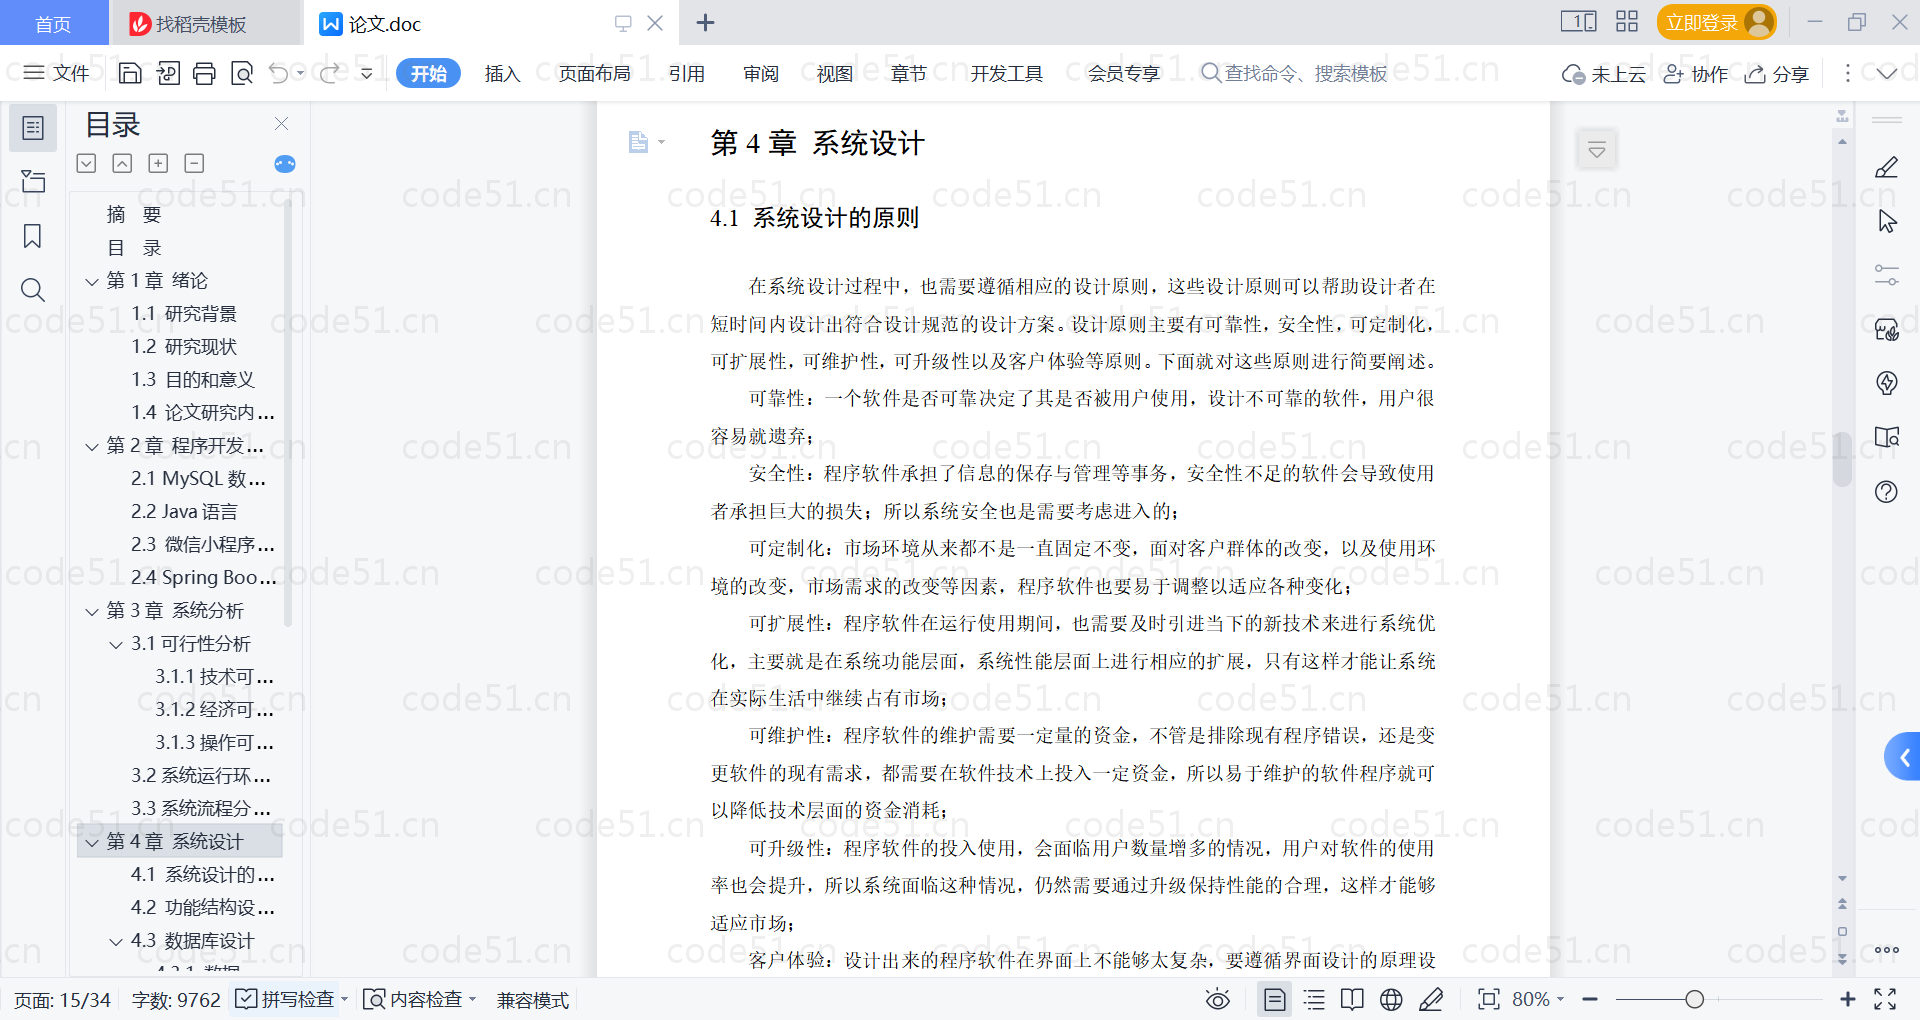 首页
找稻壳模板
论文.doc
立即登录
文件
开始
插入
页面布局
引用
审阅
视图
章节
开发工具
会员专享
查找命令、搜索模板
未上云
协作
分享
目录
摘 要
目 录
第 1 章 绪论
1.1 研究背景
1.2 研究现状
1.3 目的和意义
1.4 论文研究内...
第 2 章 程序开发...
2.1 MySQL 数...
2.2 Java 语言
2.3 微信小程序...
2.4 Spring Boo...
第 3 章 系统分析
3.1 可行性分析
3.1.1 技术可...
3.1.2 经济可...
3.1.3 操作可...
3.2 系统运行环...
3.3 系统流程分...
第 4 章 系统设计
4.1 系统设计的...
4.2 功能结构设...
4.3 数据库设计
第 4 章 系统设计
4.1 系统设计的原则
在系统设计过程中，也需要遵循相应的设计原则，这些设计原则可以帮助设计者在
短时间内设计出符合设计规范的设计方案。设计原则主要有可靠性，安全性，可定制化，
可扩展性，可维护性，可升级性以及客户体验等原则。下面就对这些原则进行简要阐述。
可靠性：一个软件是否可靠决定了其是否被用户使用，设计不可靠的软件，用户很
容易就遗弃；
安全性：程序软件承担了信息的保存与管理等事务，安全性不足的软件会导致使用
者承担巨大的损失；所以系统安全也是需要考虑进入的；
可定制化：市场环境从来都不是一直固定不变，面对客户群体的改变，以及使用环
境的改变，市场需求的改变等因素，程序软件也要易于调整以适应各种变化；
可扩展性：程序软件在运行使用期间，也需要及时引进当下的新技术来进行系统优
化，主要就是在系统功能层面，系统性能层面上进行相应的扩展，只有这样才能让系统
在实际生活中继续占有市场；
可维护性：程序软件的维护需要一定量的资金，不管是排除现有程序错误，还是变
更软件的现有需求，都需要在软件技术上投入一定资金，所以易于维护的软件程序就可
以降低技术层面的资金消耗；
可升级性：程序软件的投入使用，会面临用户数量增多的情况，用户对软件的使用
率也会提升，所以系统面临这种情况，仍然需要通过升级保持性能的合理，这样才能够
适应市场；
客户体验：设计出来的程序软件在界面上不能够太复杂，要遵循界面设计的原理设
页面: 15/34
字数: 9762
拼写检查
内容检查
兼容模式
80%
code51.cn